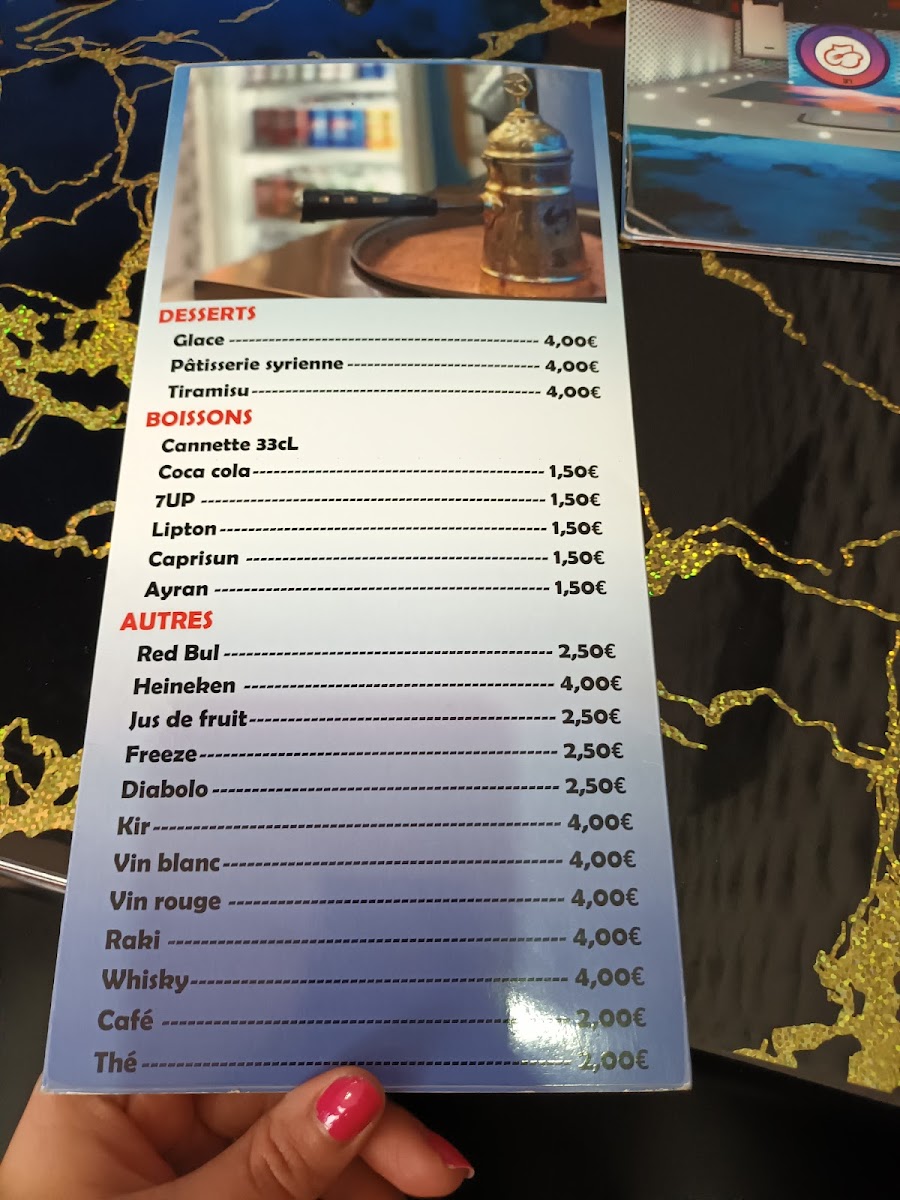 DESSERTS
Glace 4,00€
Pâtisserie syrienne 4,00€
Tiramisu 4,00€
BOISSONS
Cannette 33cL
Coca cola 1,50€
7UP 1,50€
Lipton 1,50€
Caprisun 1,50€
Ayran 1,50€
AUTRES
Red Bul 2,50€
Heineken 4,00€
Jus de fruit 2,50€
Freeze 2,50€
Diabolo 2,50€
Kir 4,00€
Vin blanc 4,00€
Vin rouge 4,00€
Raki 4,00€
Whisky 4,00€
Café 2,00€
Thé 2,00€